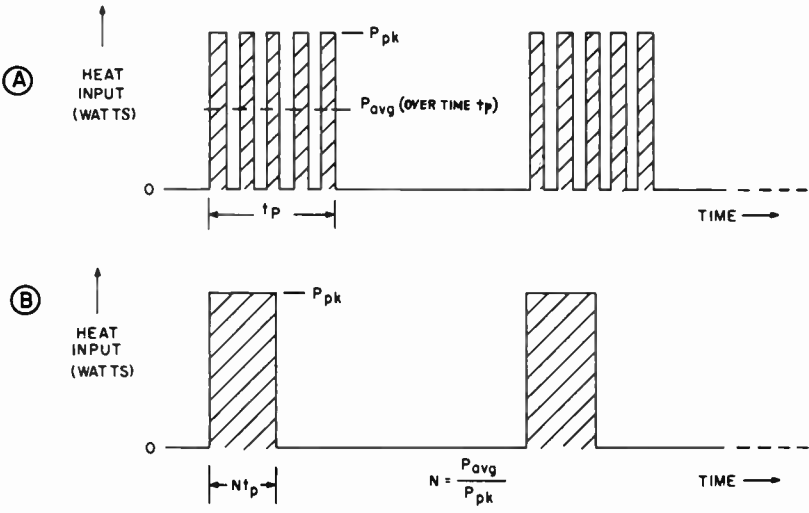 A
HEAT
INPUT
(WATTS)
Ppk
Pavg (OVER TIME tp)
0
tP
TIME
B
HEAT
INPUT
(WATTS)
Ppk
0
Ntp
N = Pavg / Ppk
TIME